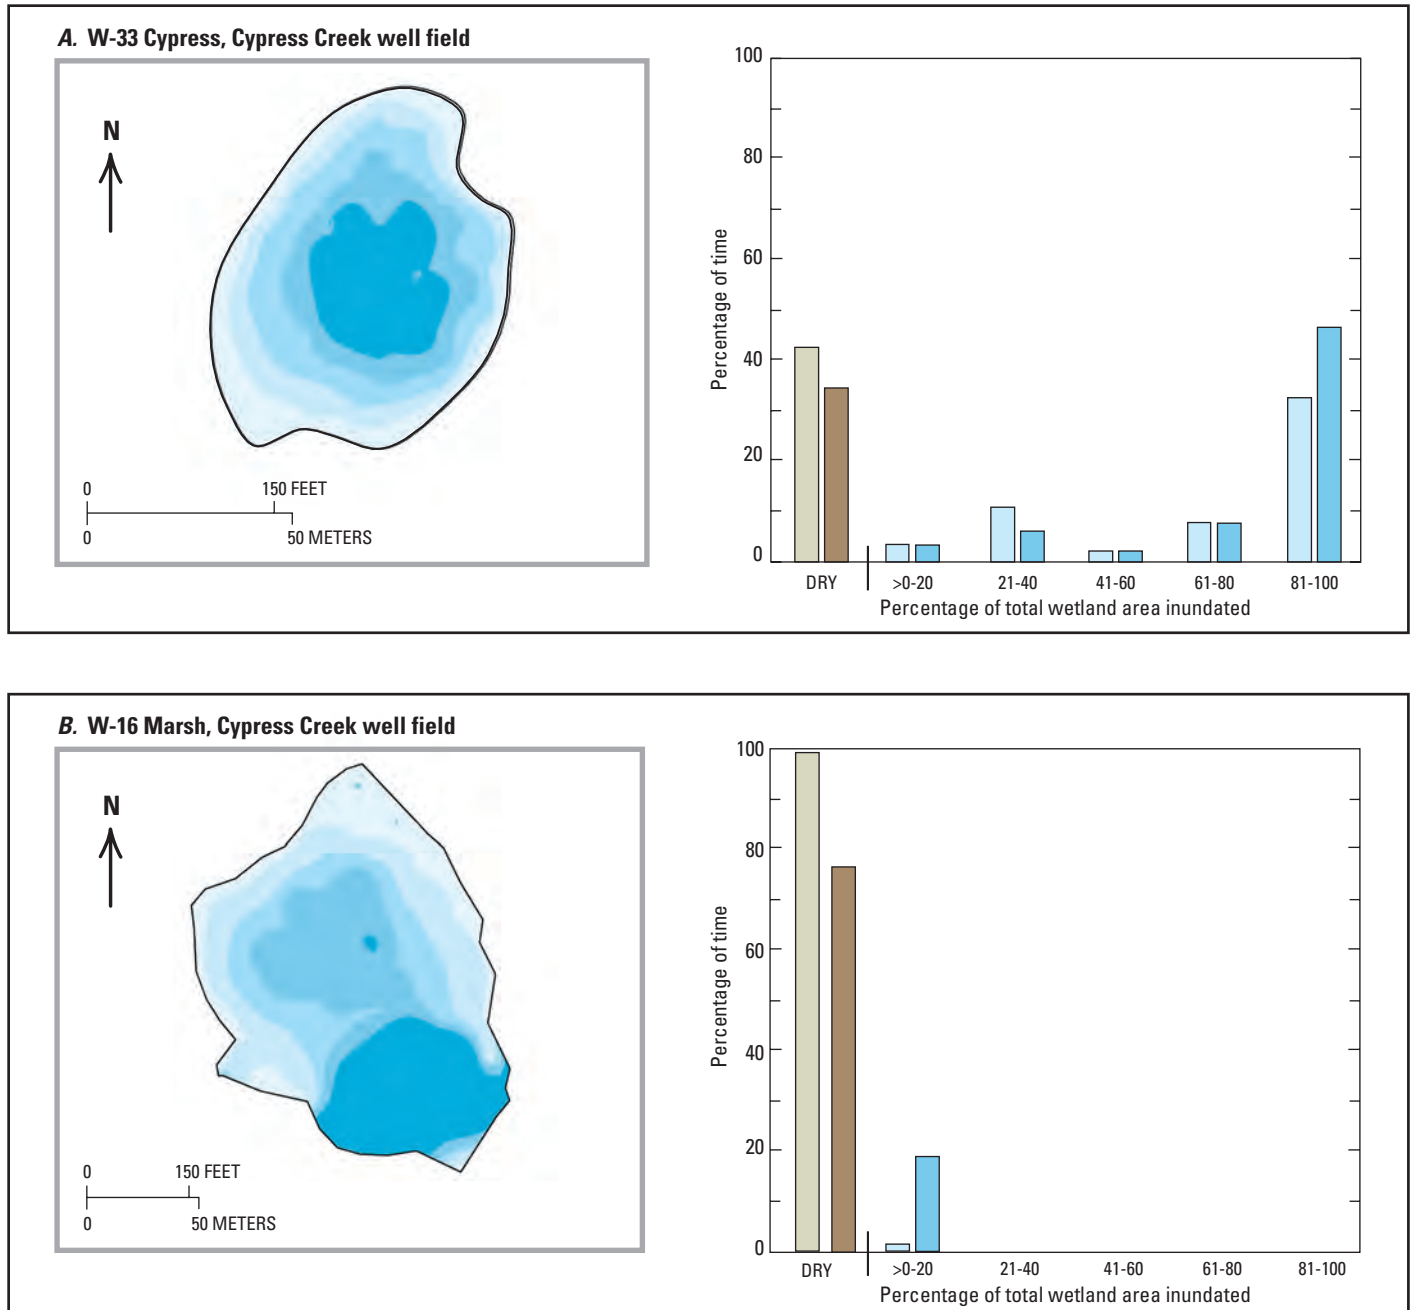 A. W-33 Cypress, Cypress Creek well field
N
0 150 FEET
0 50 METERS
Percentage of time
100
80
60
40
20
0
DRY >0-20 21-40 41-60 61-80 81-100
Percentage of total wetland area inundated
B. W-16 Marsh, Cypress Creek well field
N
0 150 FEET
0 50 METERS
Percentage of time
100
80
60
40
20
0
DRY >0-20 21-40 41-60 61-80 81-100
Percentage of total wetland area inundated